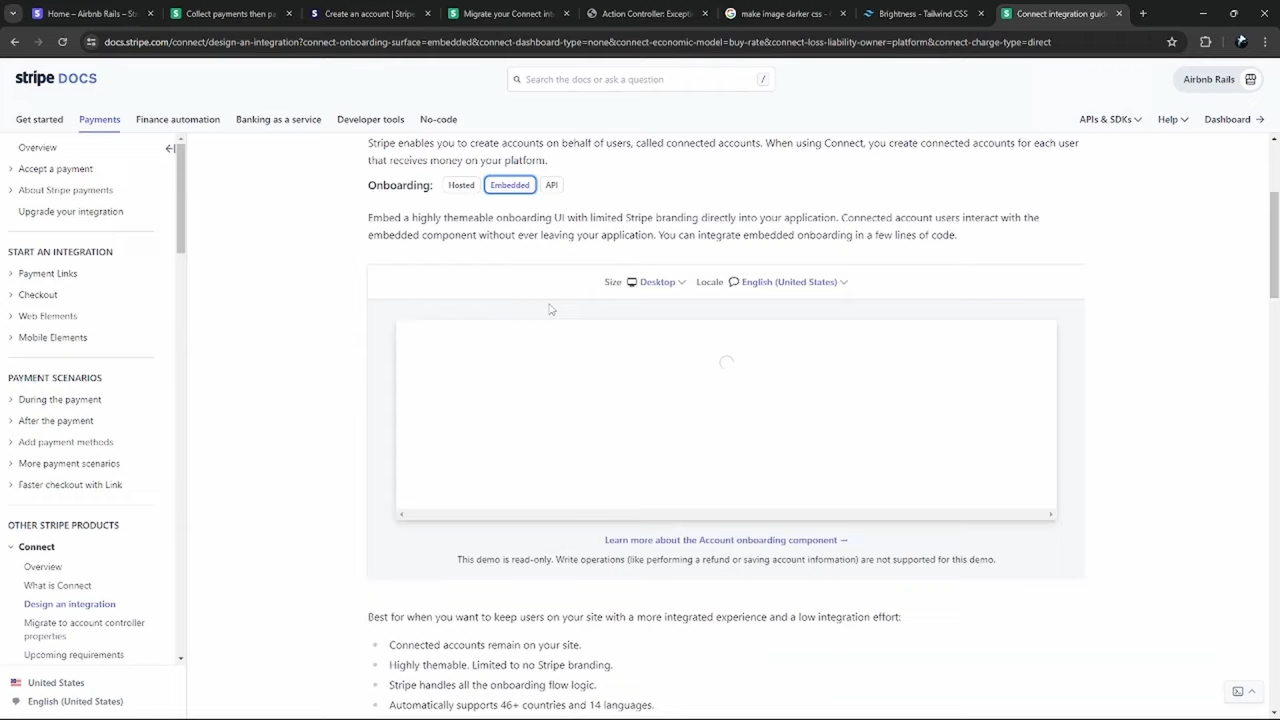 Home – Airbnb Rails – St
Collect payments then pa
Create an account | Stripe
Migrate your Connect int
Action Controller: Excepti
make image darker css -
Brightness - Tailwind CSS
Connect integration guid
docs.stripe.com/connect/design-an-integration?connect-onboarding-surface=embedded&connect-dashboard-type=none&connect-economic-model=buy-rate&connect-loss-liability-owner=platform&connect-charge-type=direct
stripe DOCS
Search the docs or ask a question
/
Airbnb Rails
Get started
Payments
Finance automation
Banking as a service
Developer tools
No-code
APIs & SDKs
Help
Dashboard
Overview
Accept a payment
About Stripe payments
Upgrade your integration
START AN INTEGRATION
Payment Links
Checkout
Web Elements
Mobile Elements
PAYMENT SCENARIOS
During the payment
After the payment
Add payment methods
More payment scenarios
Faster checkout with Link
OTHER STRIPE PRODUCTS
Connect
Overview
What is Connect
Design an integration
Migrate to account controller
properties
Upcoming requirements
United States
English (United States)
Stripe enables you to create accounts on behalf of users, called connected accounts. When using Connect, you create connected accounts for each user
that receives money on your platform.
Onboarding: Hosted Embedded API
Embed a highly themeable onboarding UI with limited Stripe branding directly into your application. Connected account users interact with the
embedded component without ever leaving your application. You can integrate embedded onboarding in a few lines of code.
Size Desktop Locale English (United States)
Learn more about the Account onboarding component →
This demo is read-only. Write operations (like performing a refund or saving account information) are not supported for this demo.
Best for when you want to keep users on your site with a more integrated experience and a low integration effort:
Connected accounts remain on your site.
Highly themable. Limited to no Stripe branding.
Stripe handles all the onboarding flow logic.
Automatically supports 46+ countries and 14 languages.